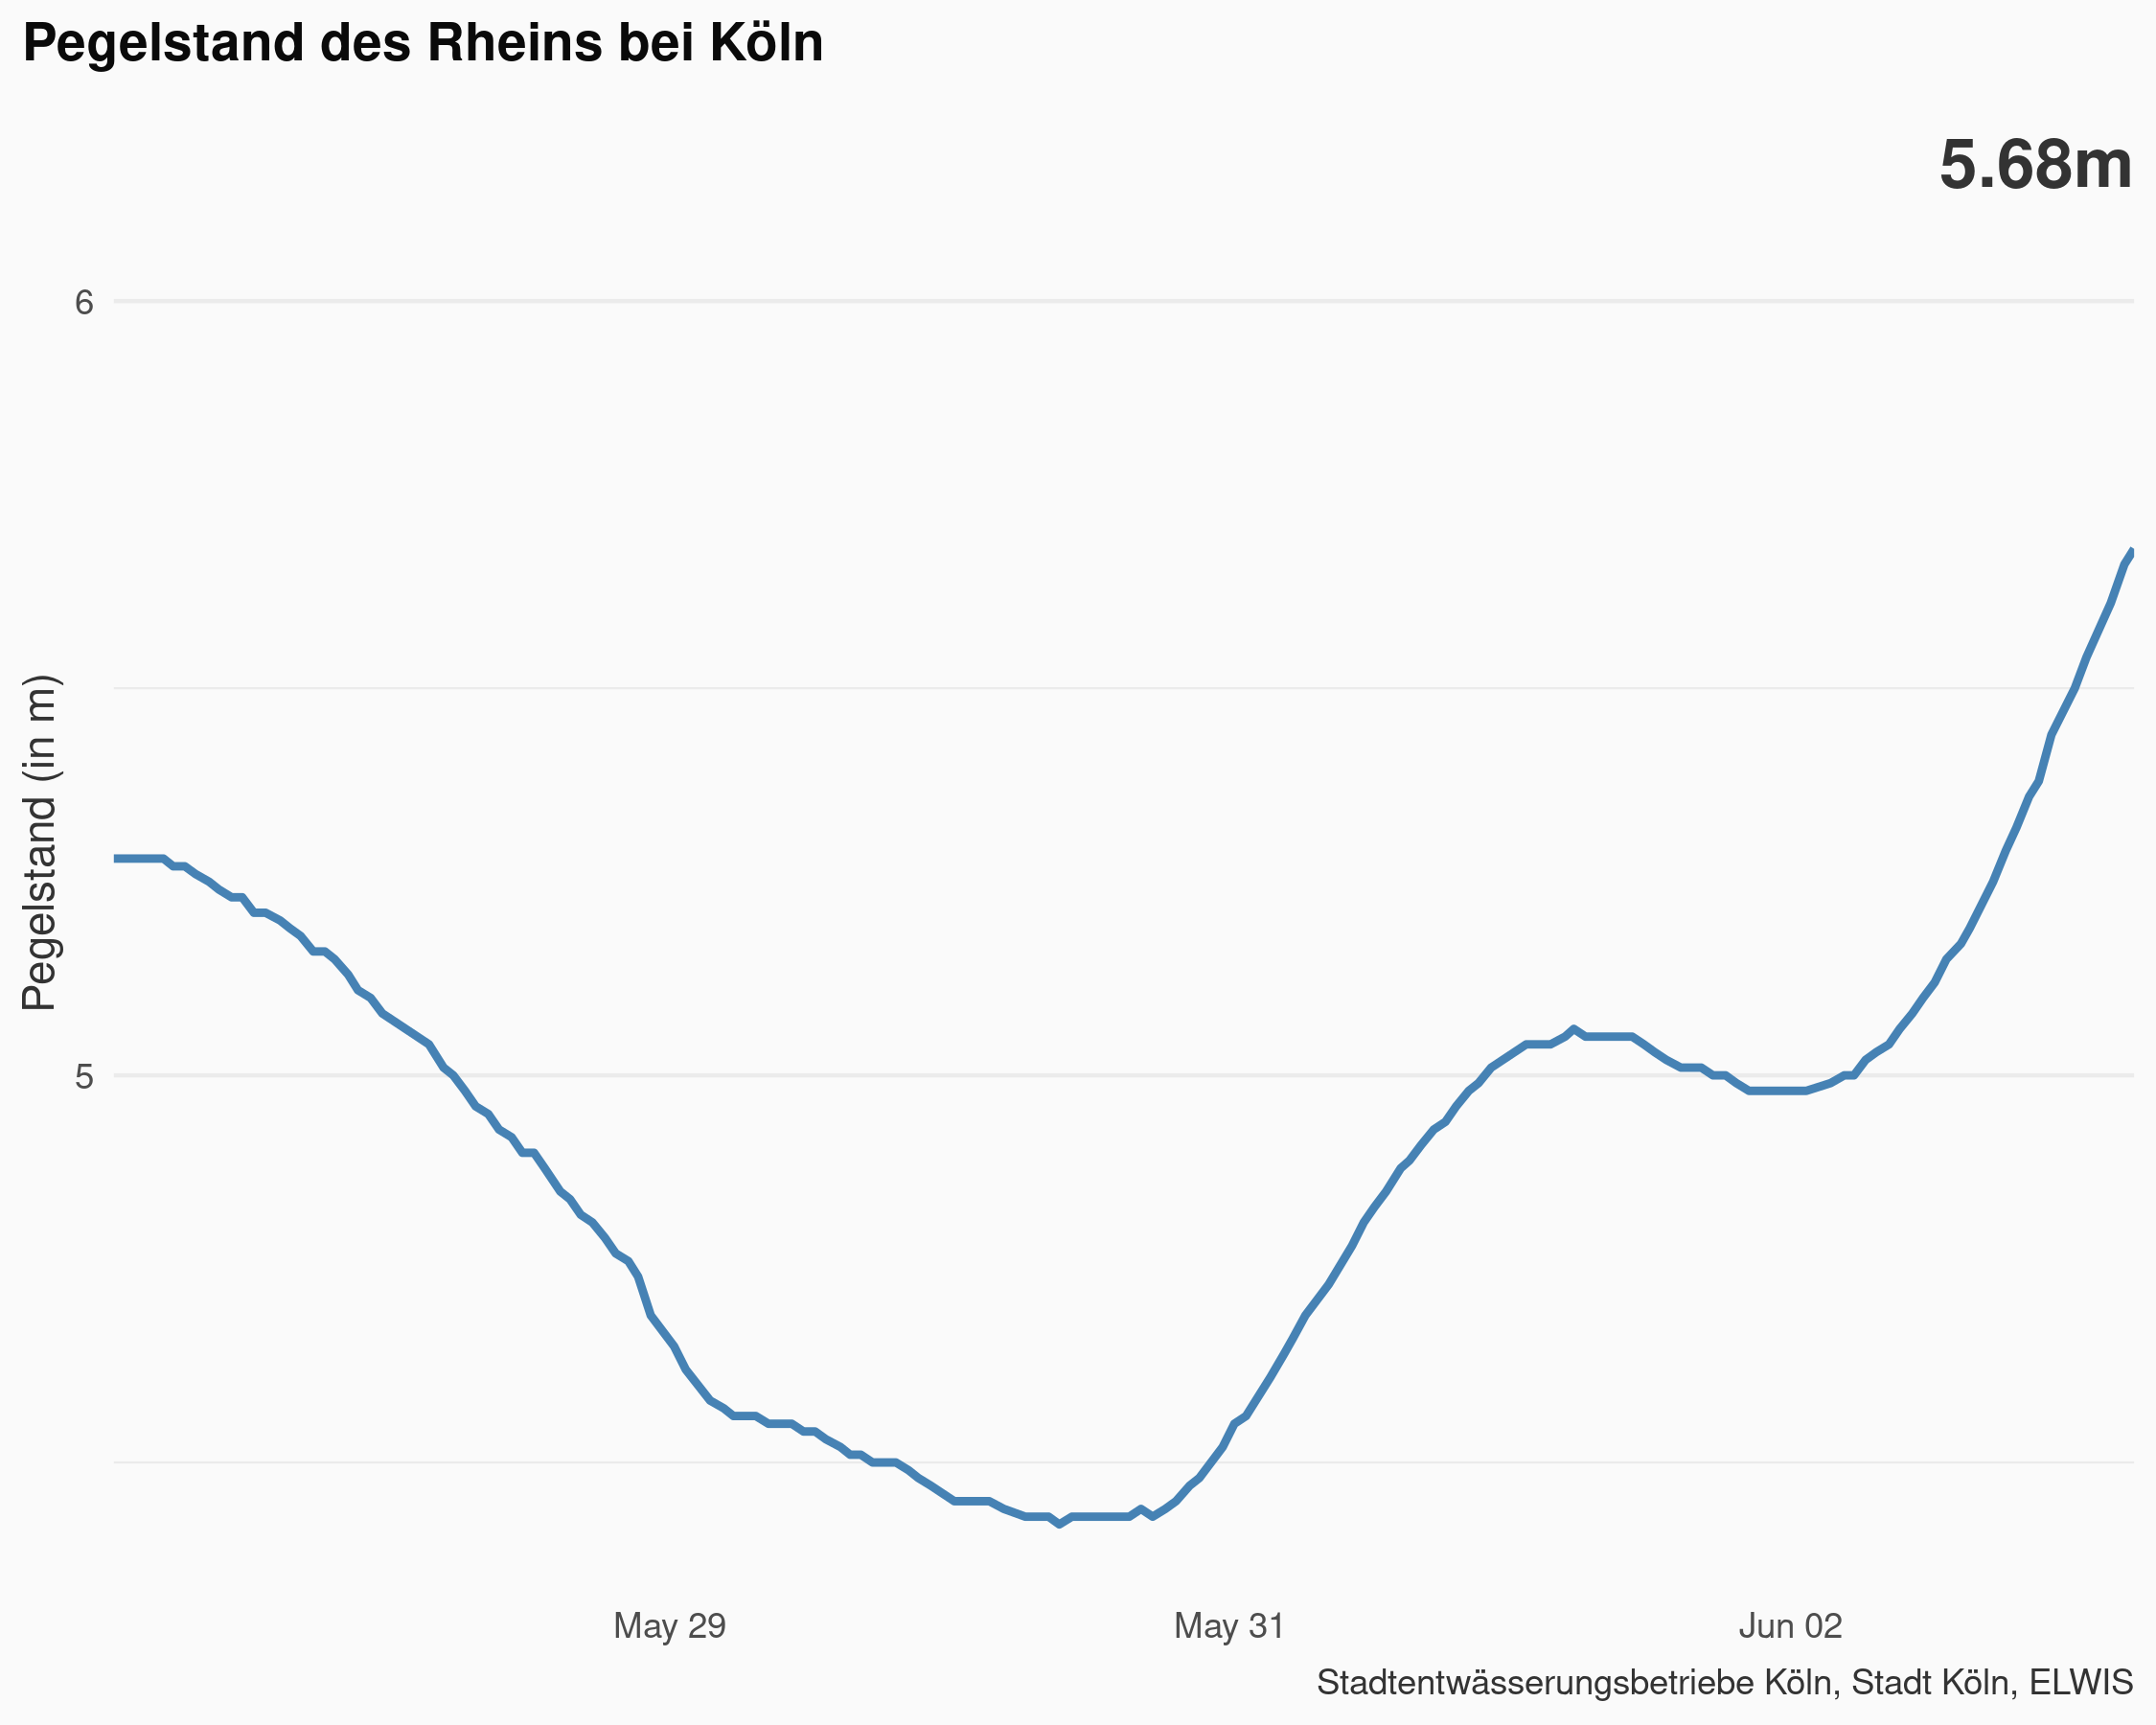 Pegelstand des Rheins bei Köln
5.68m
6
5
Pegelstand (in m)
May 29
May 31
Jun 02
Stadtentwässerungsbetriebe Köln, Stadt Köln, ELWIS